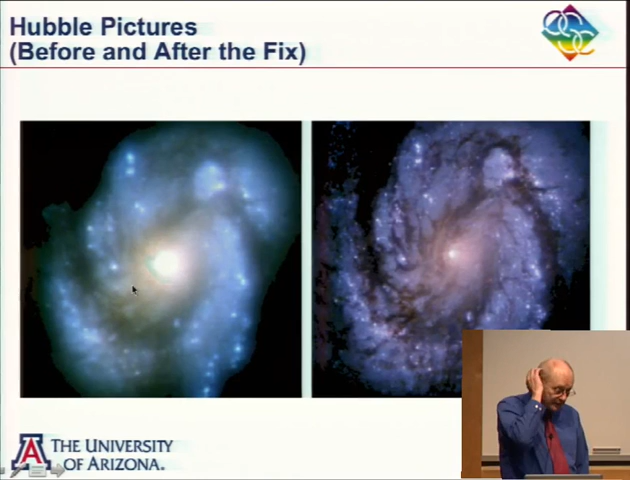 Hubble Pictures
(Before and After the Fix)
A THE UNIVERSITY
OF ARIZONA.